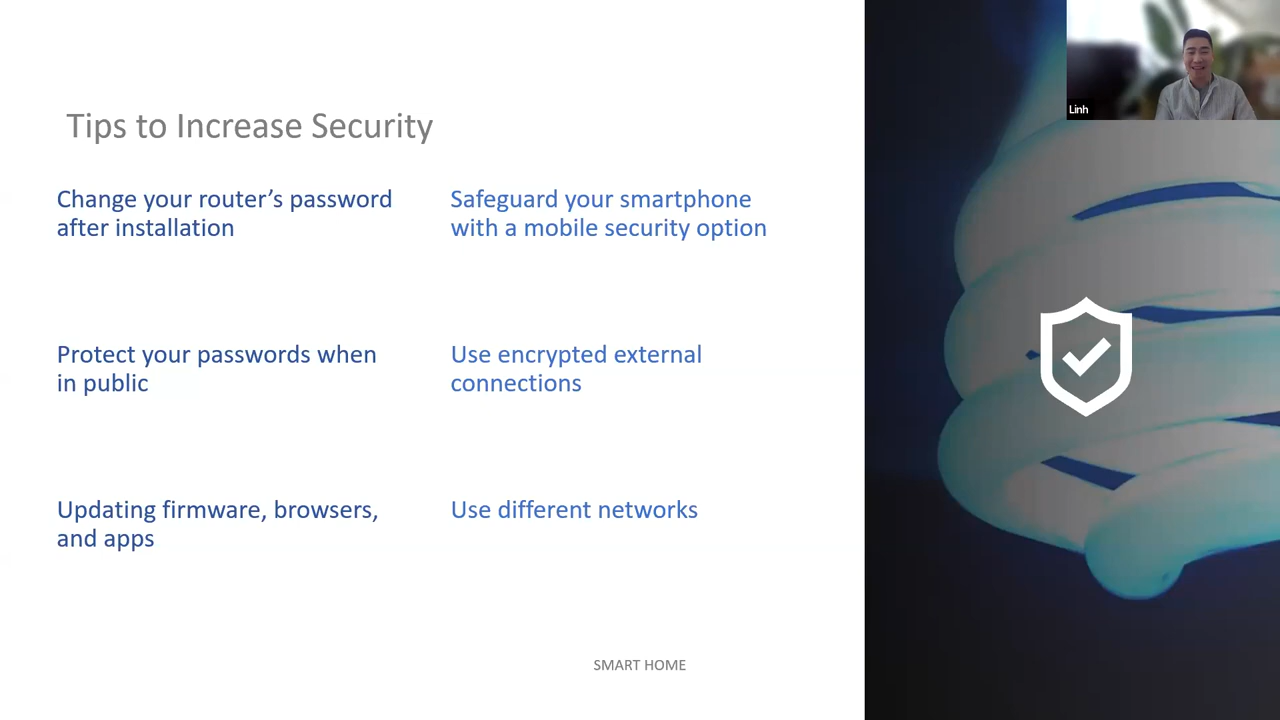 Linh
Tips to Increase Security
Change your router’s password
after installation
Safeguard your smartphone
with a mobile security option
Protect your passwords when
in public
Use encrypted external
connections
Updating firmware, browsers,
and apps
Use different networks
SMART HOME